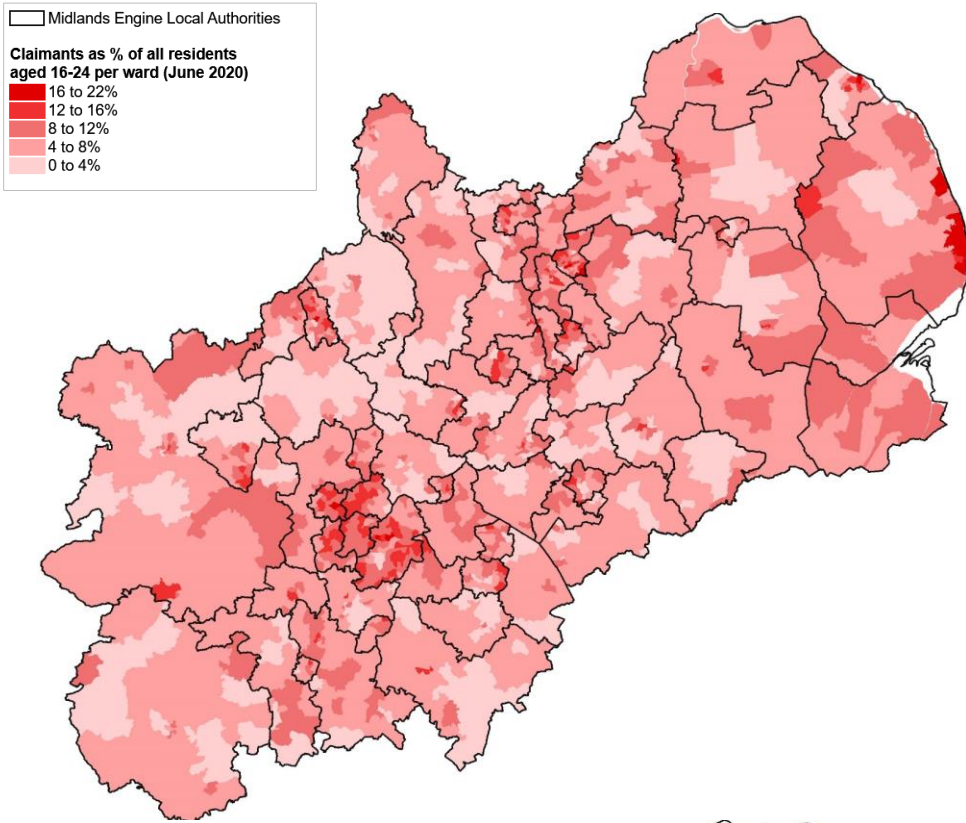 Midlands Engine Local Authorities
Claimants as % of all residents
aged 16-24 per ward (June 2020)
16 to 22%
12 to 16%
8 to 12%
4 to 8%
0 to 4%